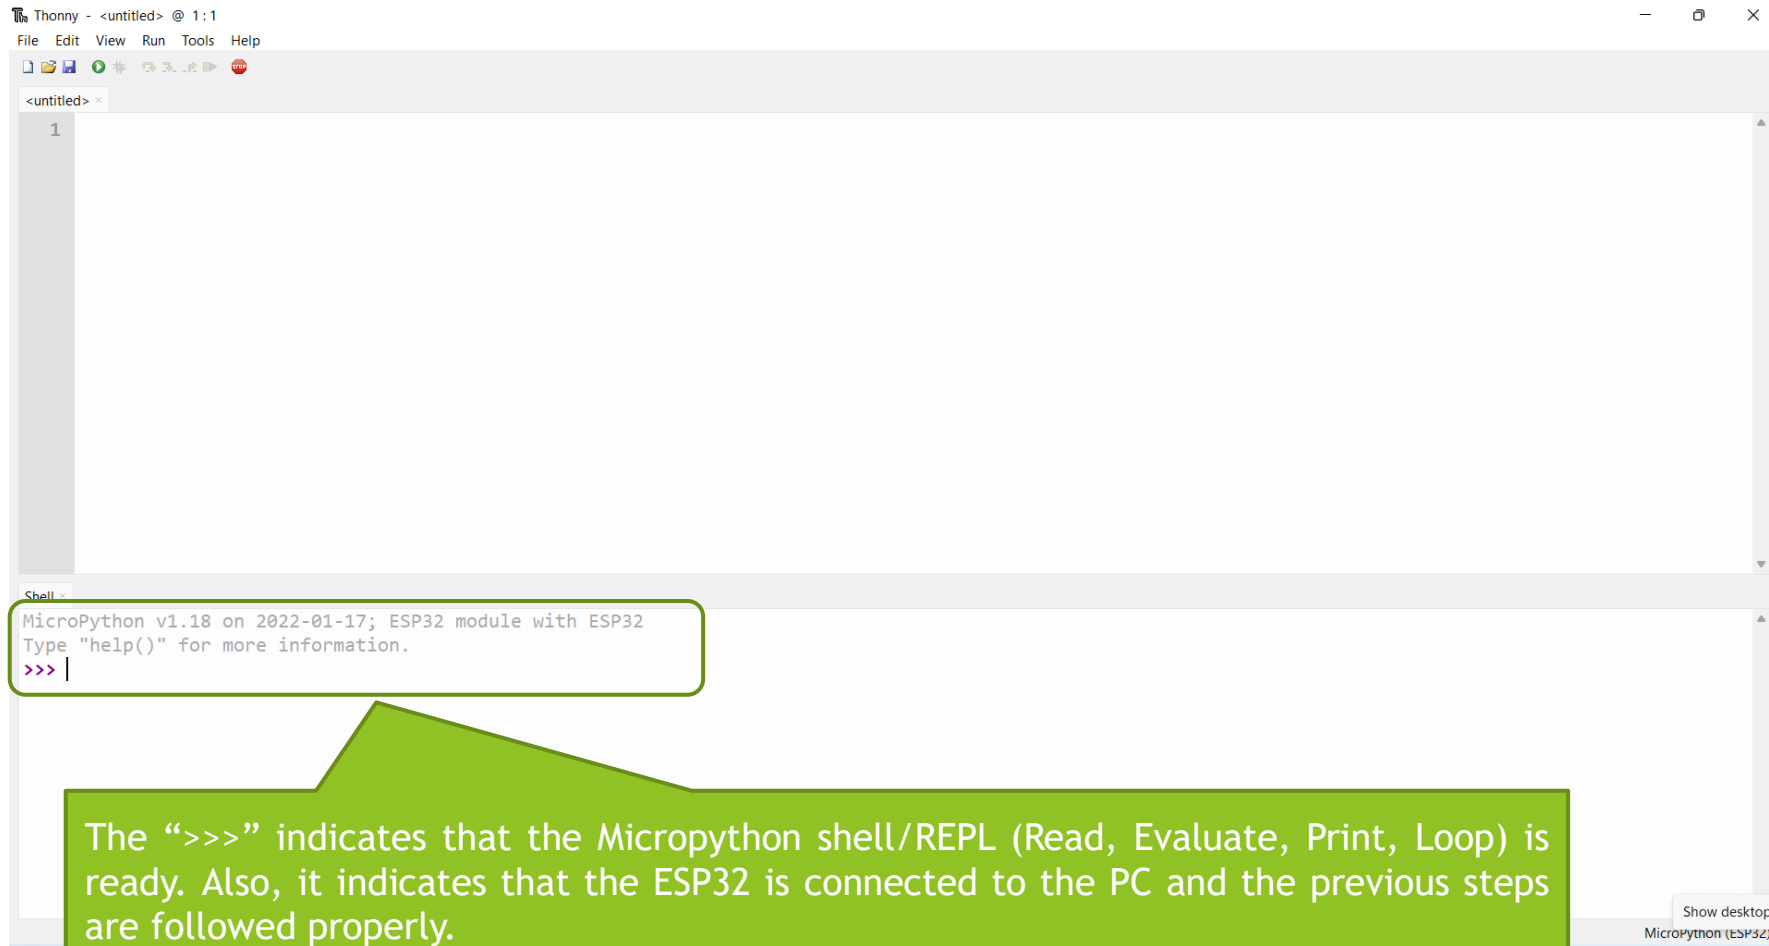 Thonny - <untitled> @ 1:1
File Edit View Run Tools Help
STOP
<untitled> ×
1
Shell ×
MicroPython v1.18 on 2022-01-17; ESP32 module with ESP32
Type "help()" for more information.
>>>
The “>>>” indicates that the Micropython shell/REPL (Read, Evaluate, Print, Loop) is
ready. Also, it indicates that the ESP32 is connected to the PC and the previous steps
are followed properly.
Show desktop
MicroPython (ESP32)